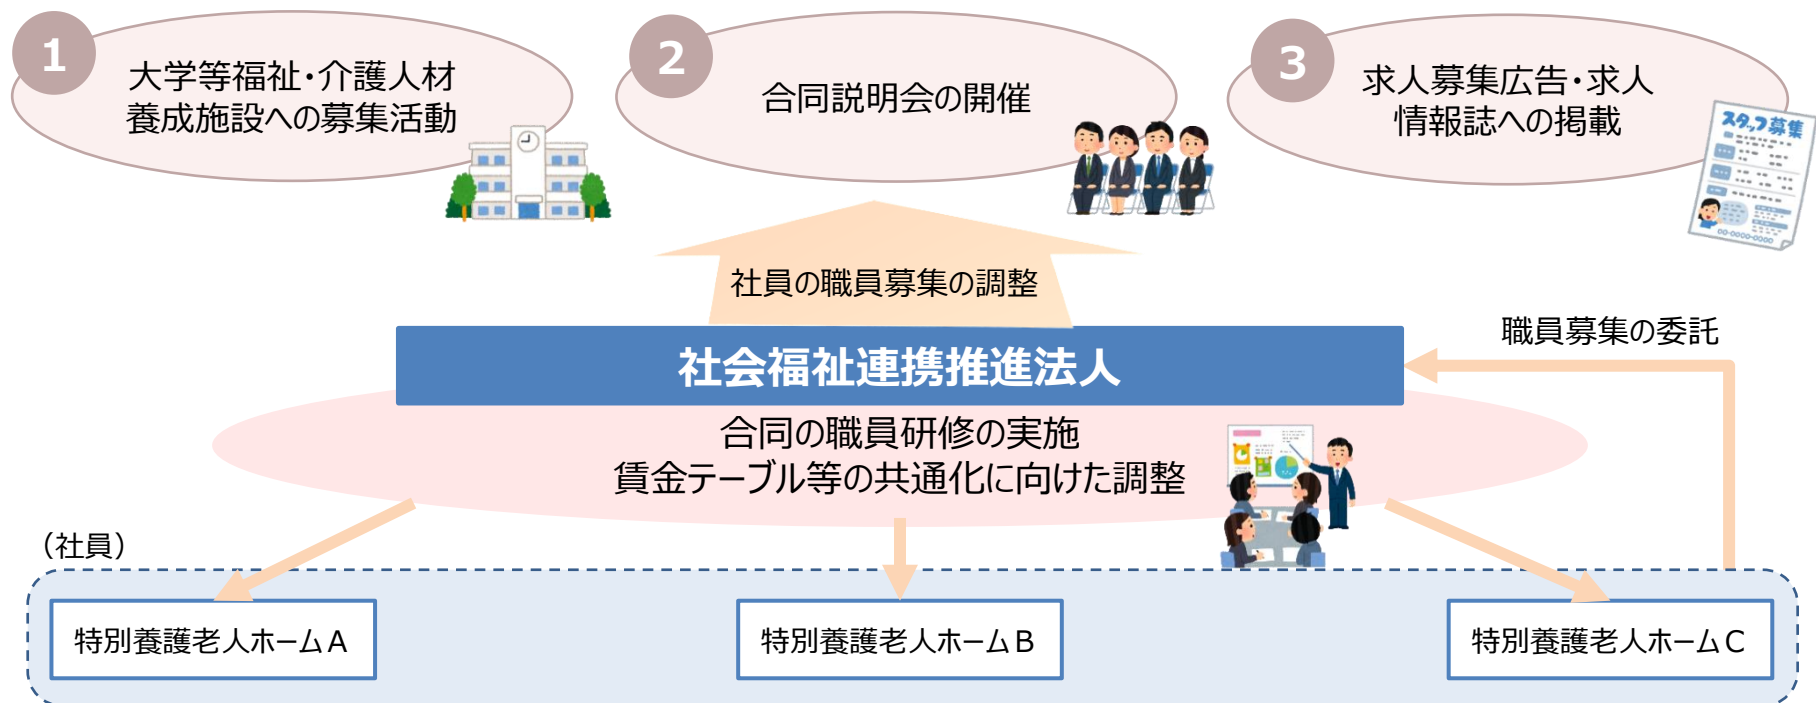 1
大学等福祉・介護人材
養成施設への募集活動
2
合同説明会の開催
3
求人募集広告・求人
情報誌への掲載
スタッフ募集
00-0000-0000
社員の職員募集の調整
職員募集の委託
社会福祉連携推進法人
合同の職員研修の実施
賃金テーブル等の共通化に向けた調整
（社員）
特別養護老人ホームA
特別養護老人ホームB
特別養護老人ホームC